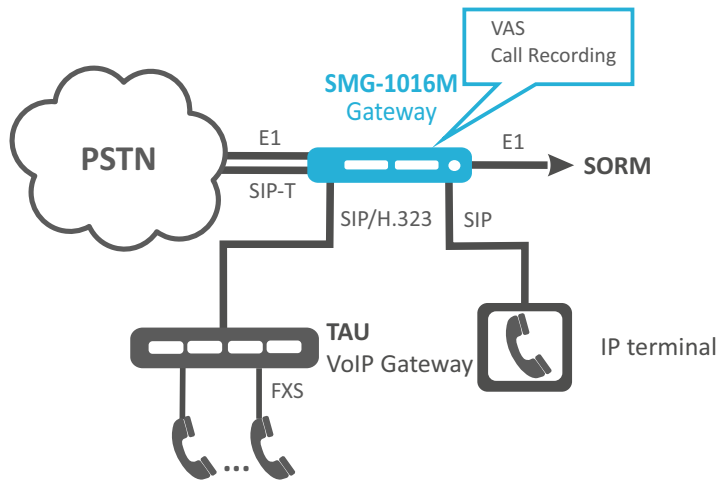 VAS
Call Recording
SMG-1016M
Gateway
E1
E1
PSTN
SORM
SIP-T
SIP/H.323
SIP
TAU
VoIP Gateway
IP terminal
FXS
...